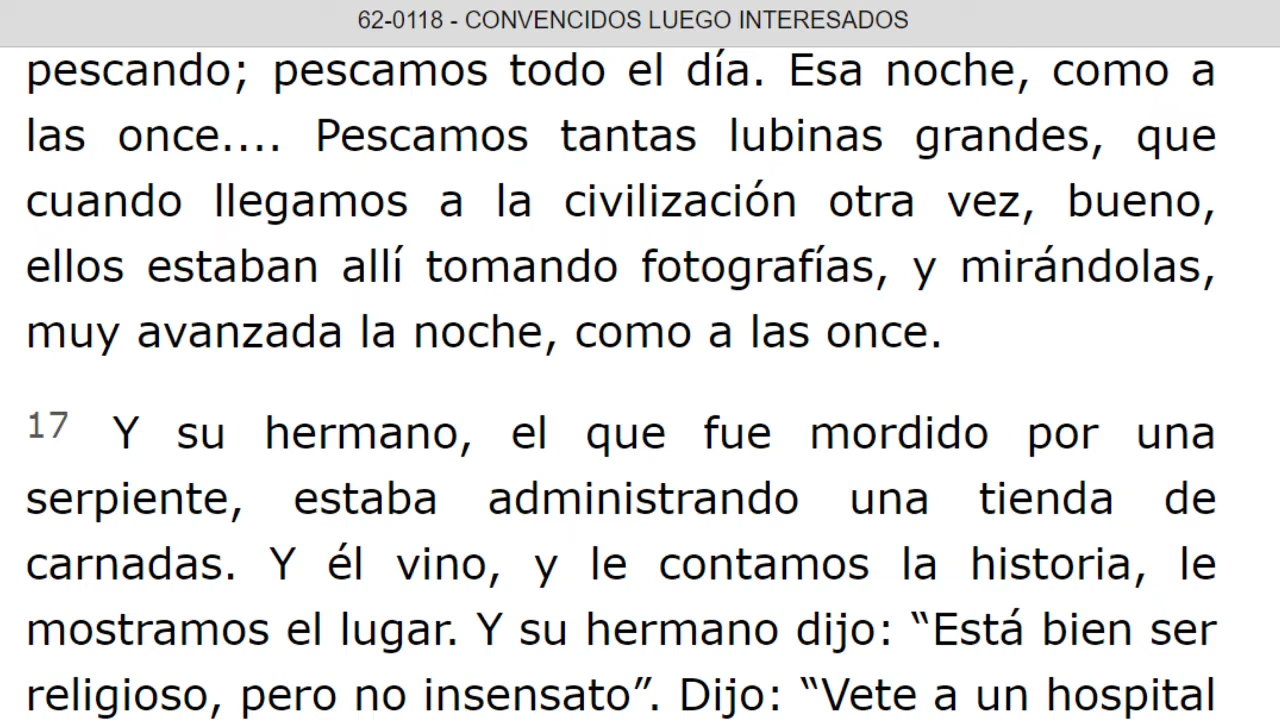 62-0118 - CONVENCIDOS LUEGO INTERESADOS
pescando; pescamos todo el día. Esa noche, como a
las once.... Pescamos tantas lubinas grandes, que
cuando llegamos a la civilización otra vez, bueno,
ellos estaban allí tomando fotografías, y mirándolas,
muy avanzada la noche, como a las once.
17 Y su hermano, el que fue mordido por una
serpiente, estaba administrando una tienda de
carnadas. Y él vino, y le contamos la historia, le
mostramos el lugar. Y su hermano dijo: “Está bien ser
religioso, pero no insensato”. Dijo: “Vete a un hospital